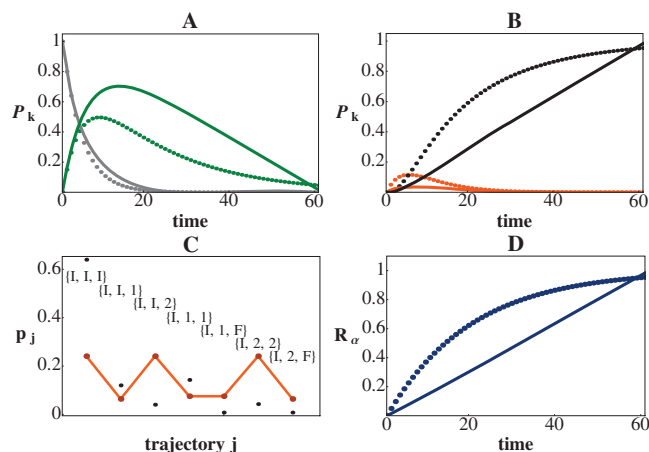 A
B
1
0.8
0.6
0.4
0.2
P k
0
20
40
60
time
1
0.8
0.6
0.4
0.2
P k
0
20
40
60
time
C
D
0.6
0.4
0.2
0
p j
{I, I, I}
{I, I, 1}
{I, I, 2}
{I, 1, 1}
{I, 1, F}
{I, 2, 2}
{I, 2, F}
trajectory j
1
0.8
0.6
0.4
0.2
R α
0
20
40
60
time